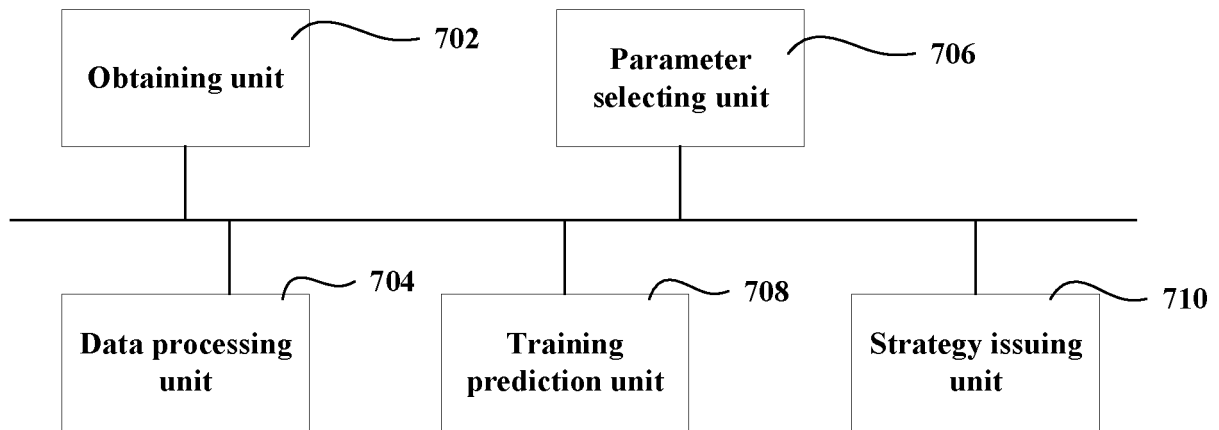 702
Obtaining unit
706
Parameter
selecting unit
704
Data processing
unit
708
Training
prediction unit
710
Strategy issuing
unit